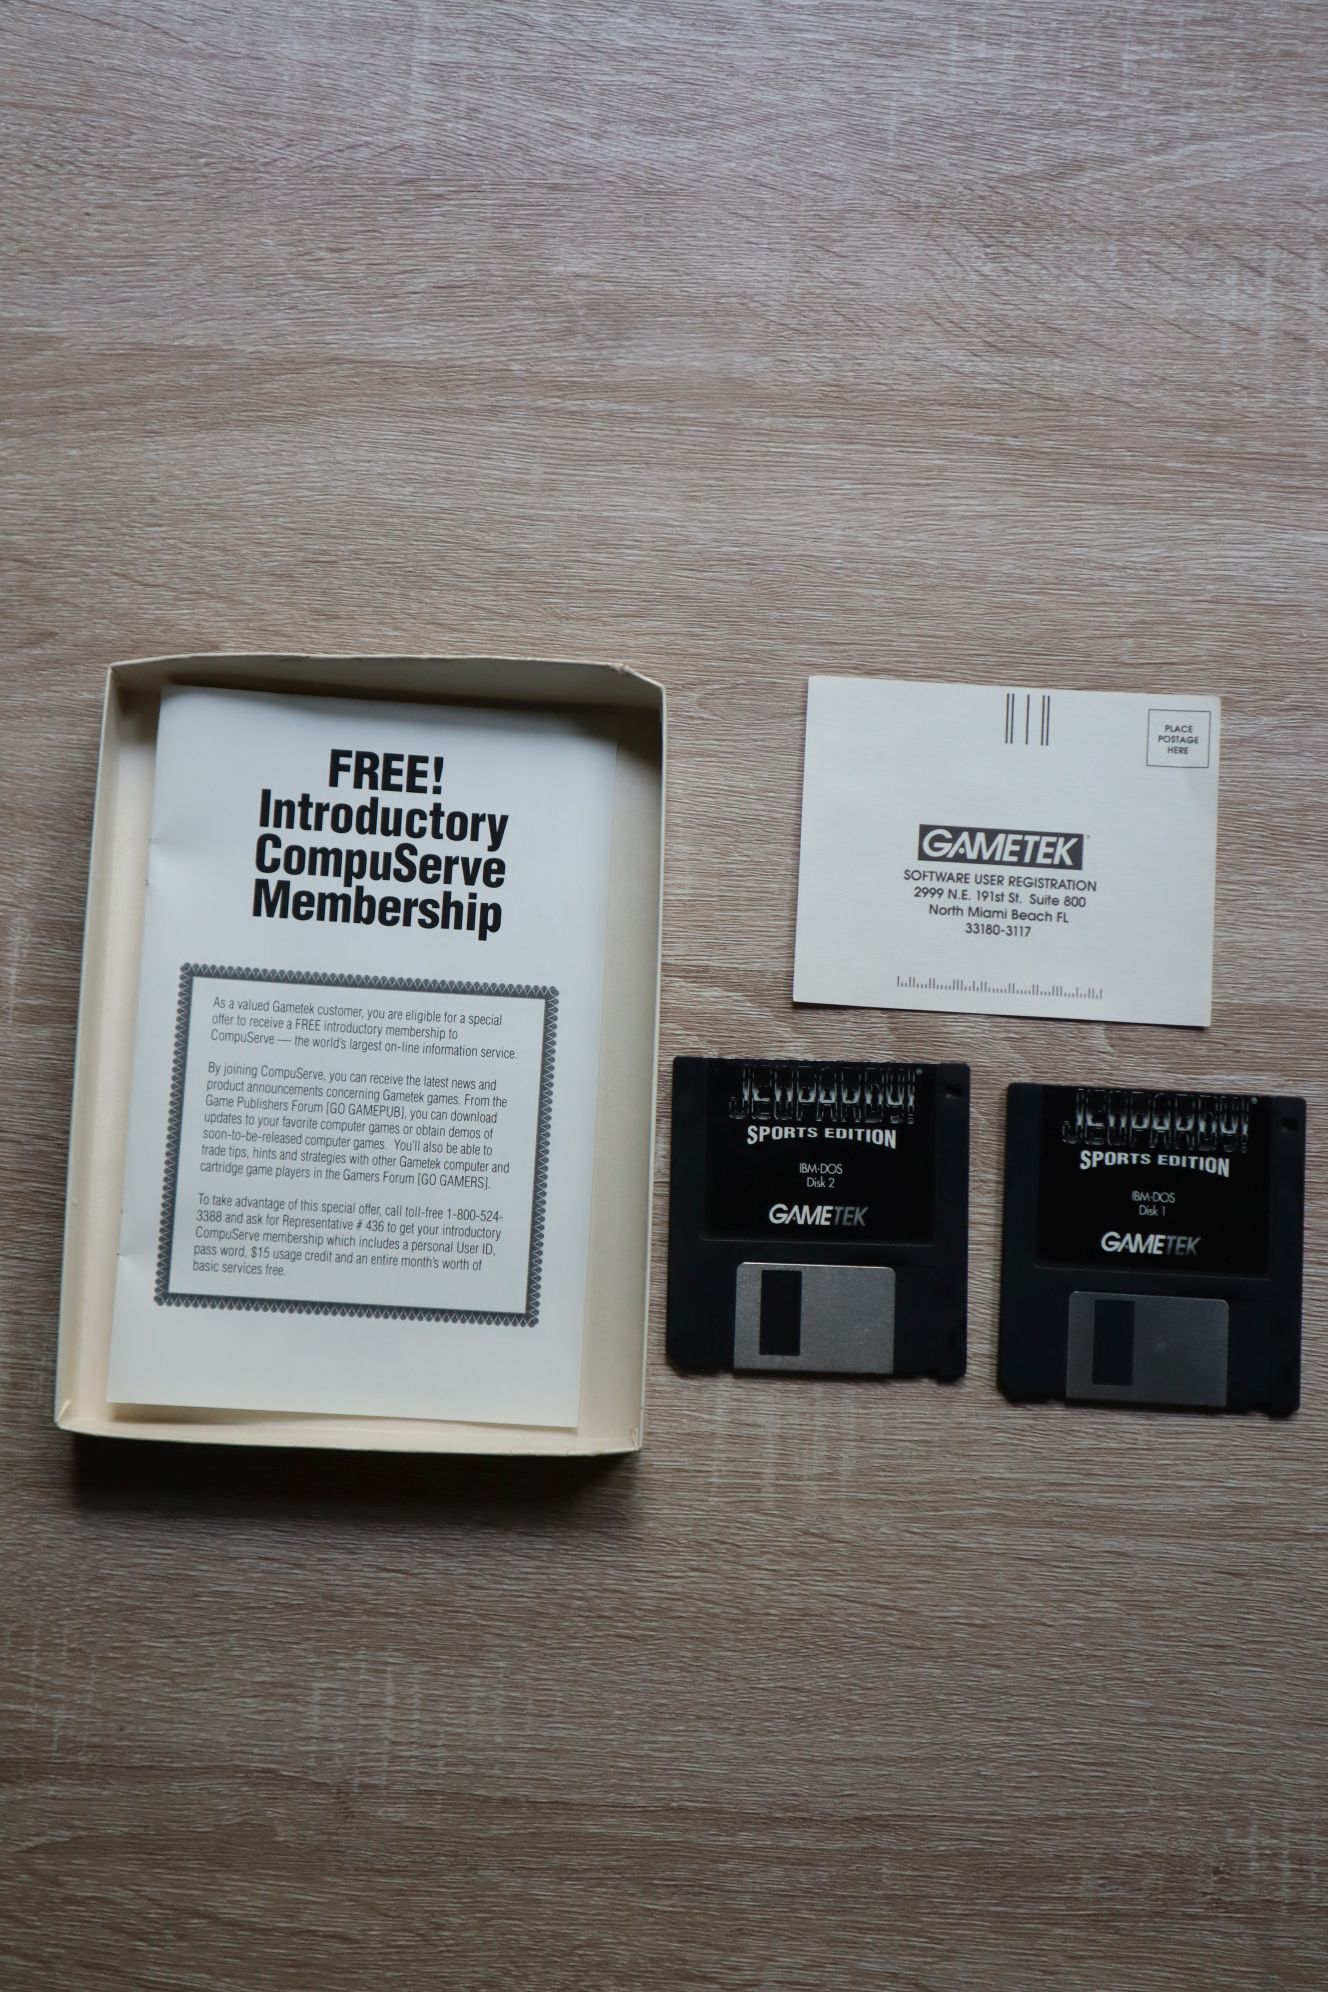 FREE!
Introductory
CompuServe
Membership
As a valued Gametek customer, you are eligible for a special
offer to receive a FREE introductory membership to
CompuServe — the world's largest on-line information service.
By joining CompuServe, you can receive the latest news and
product announcements concerning Gametek games. From the
Game Publishers Forum [GO GAMEPUB], you can download
updates to your favorite computer games or obtain demos of
soon-to-be-released computer games. You'll also be able to
trade tips, hints and strategies with other Gametek computer and
cartridge game players in the Gamers Forum [GO GAMERS].
To take advantage of this special offer, call toll-free 1-800-524-
3388 and ask for Representative # 436 to get your introductory
CompuServe membership which includes a personal User ID,
pass word, $15 usage credit and an entire month's worth of
basic services free.
PLACE
POSTAGE
HERE
GAMETEK
SOFTWARE USER REGISTRATION
2999 N.E. 191st St. Suite 800
North Miami Beach FL
33180-3117
JEOPARDY!
SPORTS EDITION
IBM-DOS
Disk 2
GAMETEK
JEOPARDY!
SPORTS EDITION
IBM-DOS
Disk 1
GAMETEK